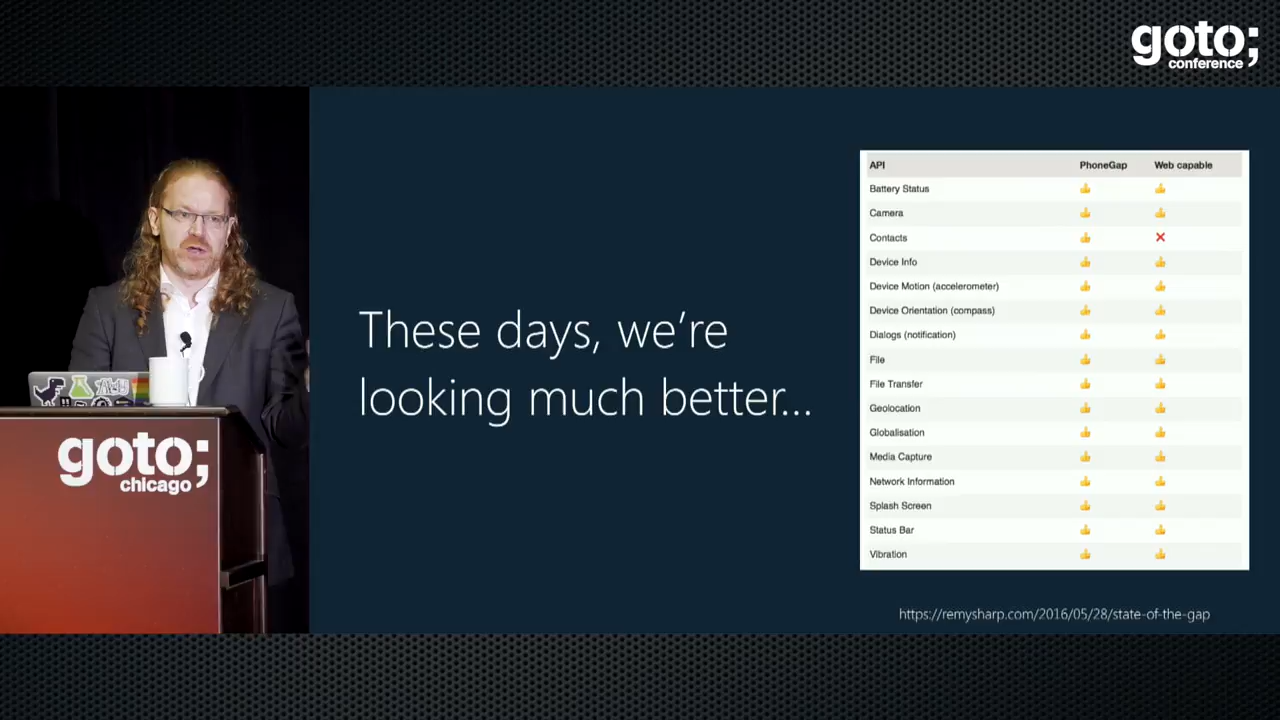 goto;
conference
goto;
chicago
These days, we're
looking much better...
API PhoneGap Web capable
Battery Status
Camera
Contacts
Device Info
Device Motion (accelerometer)
Device Orientation (compass)
Dialogs (notification)
File
File Transfer
Geolocation
Globalisation
Media Capture
Network Information
Splash Screen
Status Bar
Vibration
https://remysharp.com/2016/05/28/state-of-the-gap